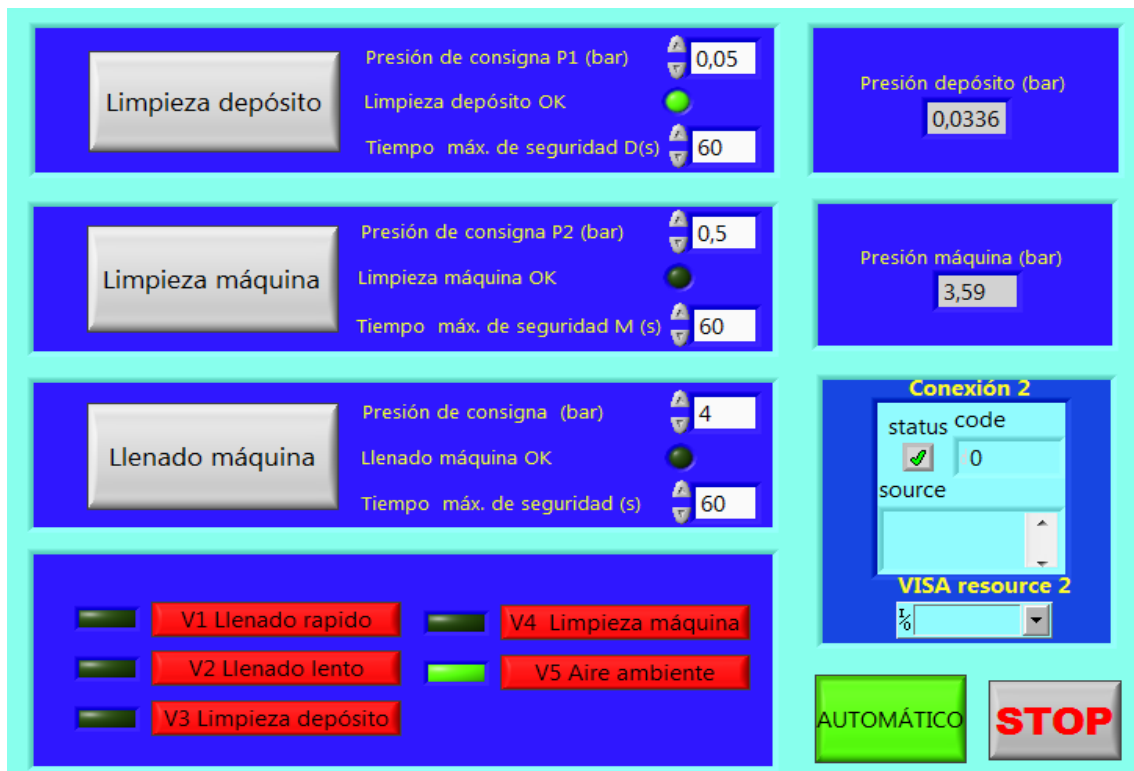 Limpieza depósito
Presión de consigna P1 (bar)
0,05
Limpieza depósito OK
Tiempo máx. de seguridad D(s)
60
Presión depósito (bar)
0,0336
Limpieza máquina
Presión de consigna P2 (bar)
0,5
Limpieza máquina OK
Tiempo máx. de seguridad M (s)
60
Presión máquina (bar)
3,59
Llenado máquina
Presión de consigna (bar)
4
Llenado máquina OK
Tiempo máx. de seguridad (s)
60
Conexión 2
status
code
0
source
VISA resource 2
I/O
V1 Llenado rapido
V4 Limpieza máquina
V2 Llenado lento
V5 Aire ambiente
V3 Limpieza depósito
AUTOMÁTICO
STOP